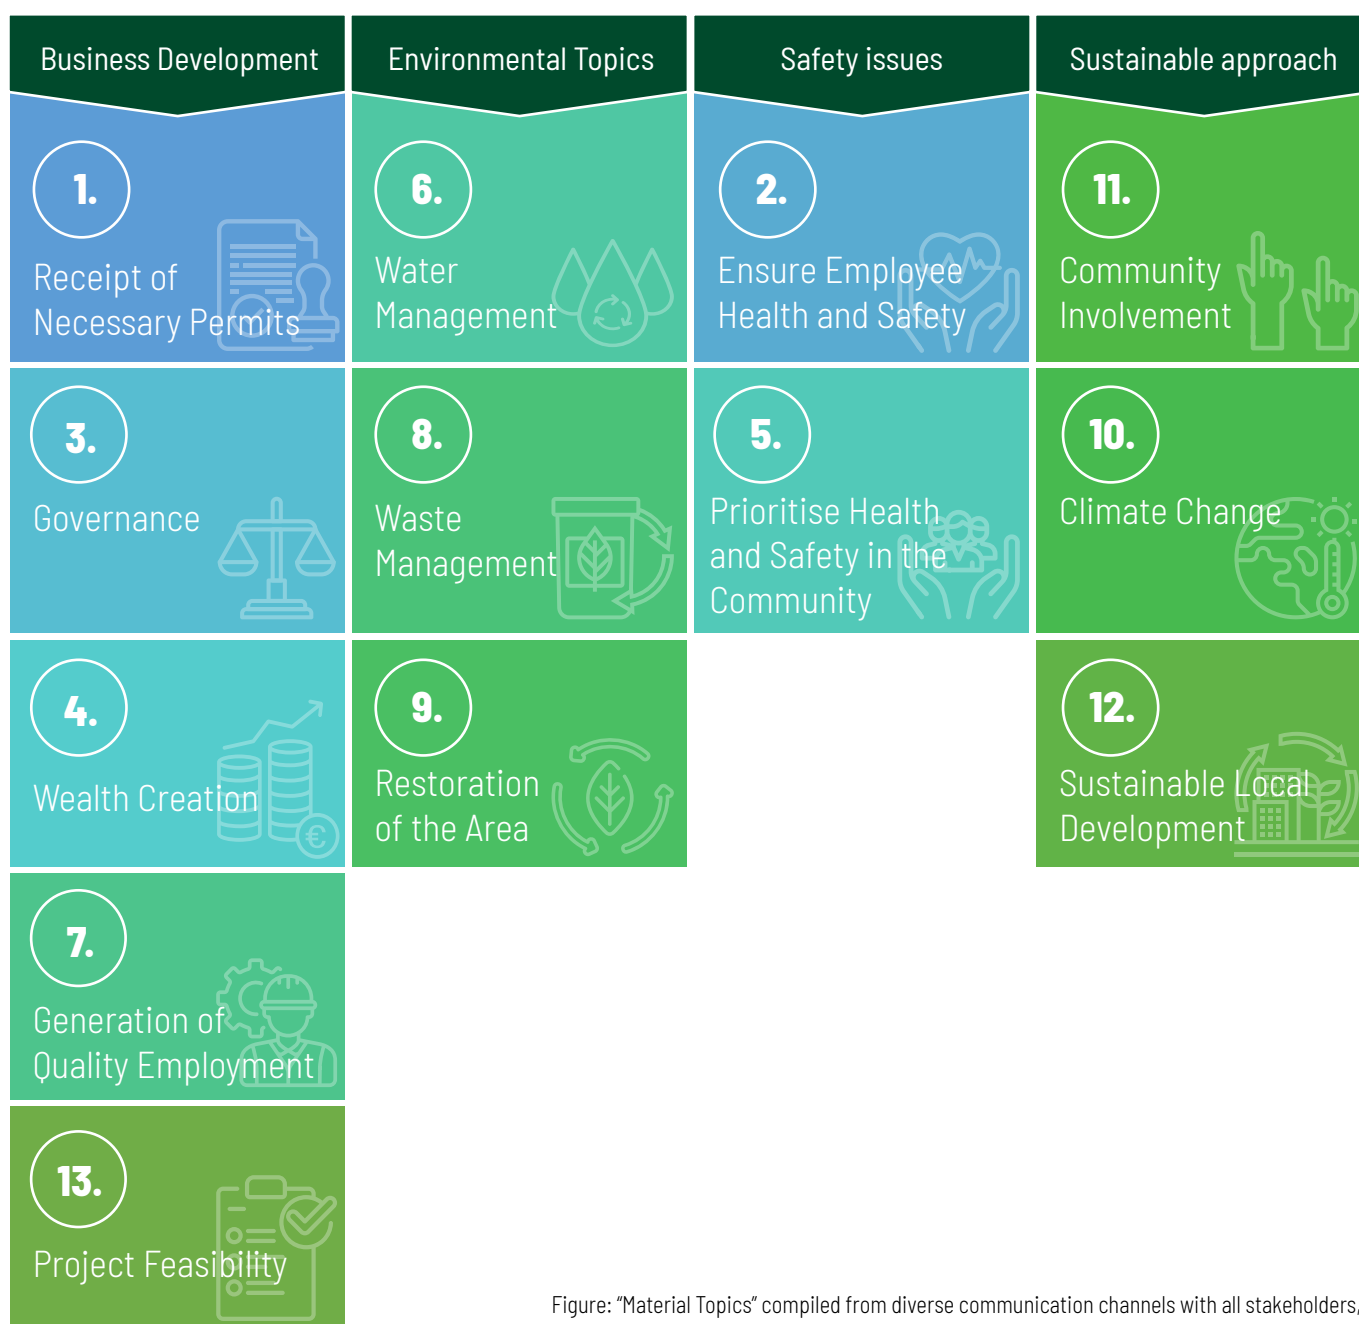 Business Development
Environmental Topics
Safety issues
Sustainable approach
1.
Receipt of
Necessary Permits
6.
Water
Management
2.
Ensure Employee
Health and Safety
11.
Community
Involvement
3.
Governance
8.
Waste
Management
5.
Prioritise Health
and Safety in the
Community
10.
Climate Change
4.
Wealth Creation
9.
Restoration
of the Area
12.
Sustainable Local
Development
7.
Generation of
Quality Employment
13.
Project Feasibility
Figure: “Material Topics” compiled from diverse communication channels with all stakeholders,